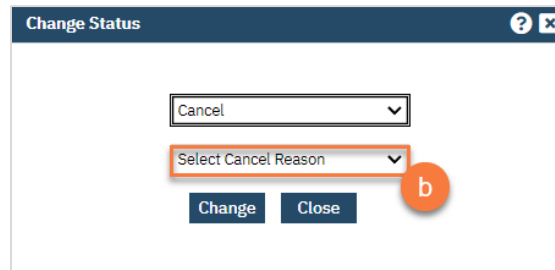 Change Status ?
Cancel
Select Cancel Reason
b
Change Close